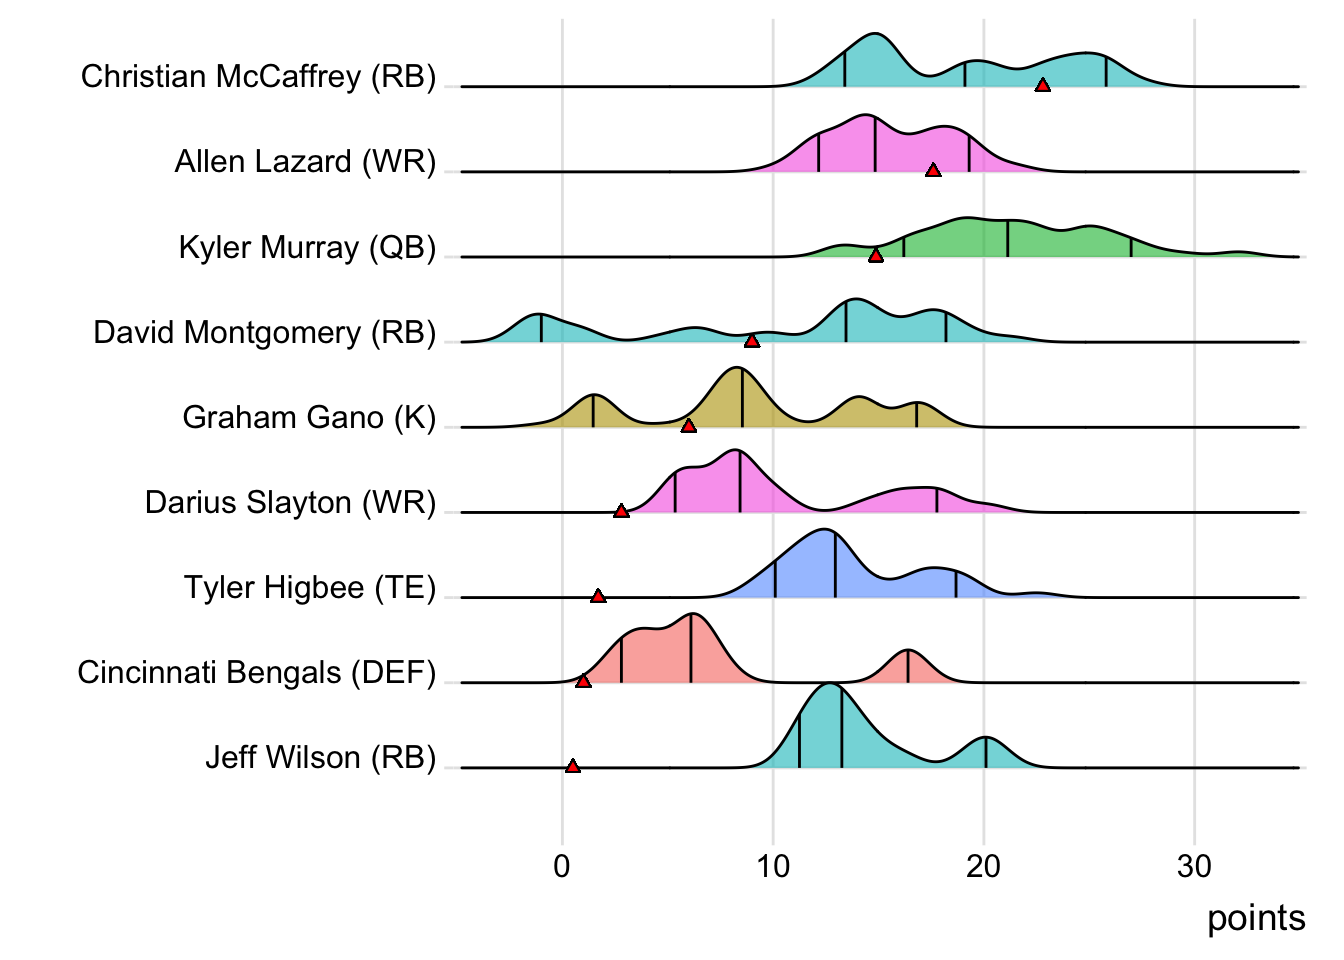 Christian McCaffrey (RB)
Allen Lazard (WR)
Kyler Murray (QB)
David Montgomery (RB)
Graham Gano (K)
Darius Slayton (WR)
Tyler Higbee (TE)
Cincinnati Bengals (DEF)
Jeff Wilson (RB)
0 10 20 30
points